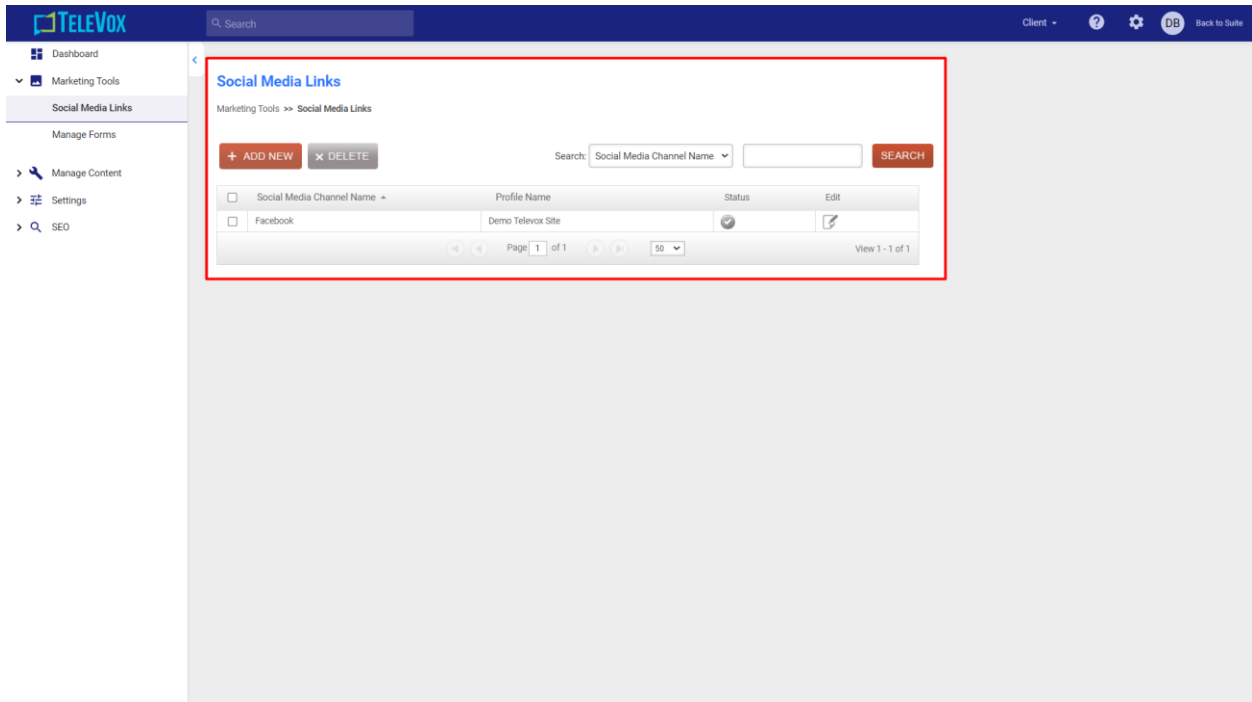 TELEVOX
Search
Client
?
DB
Back to Suite
Dashboard
Marketing Tools
Social Media Links
Manage Forms
Manage Content
Settings
SEO
Social Media Links
Marketing Tools >> Social Media Links
+ ADD NEW
x DELETE
Search: Social Media Channel Name
SEARCH
Social Media Channel Name Profile Name Status Edit
Facebook Demo Televox Site
Page 1 of 1 50 View 1 - 1 of 1